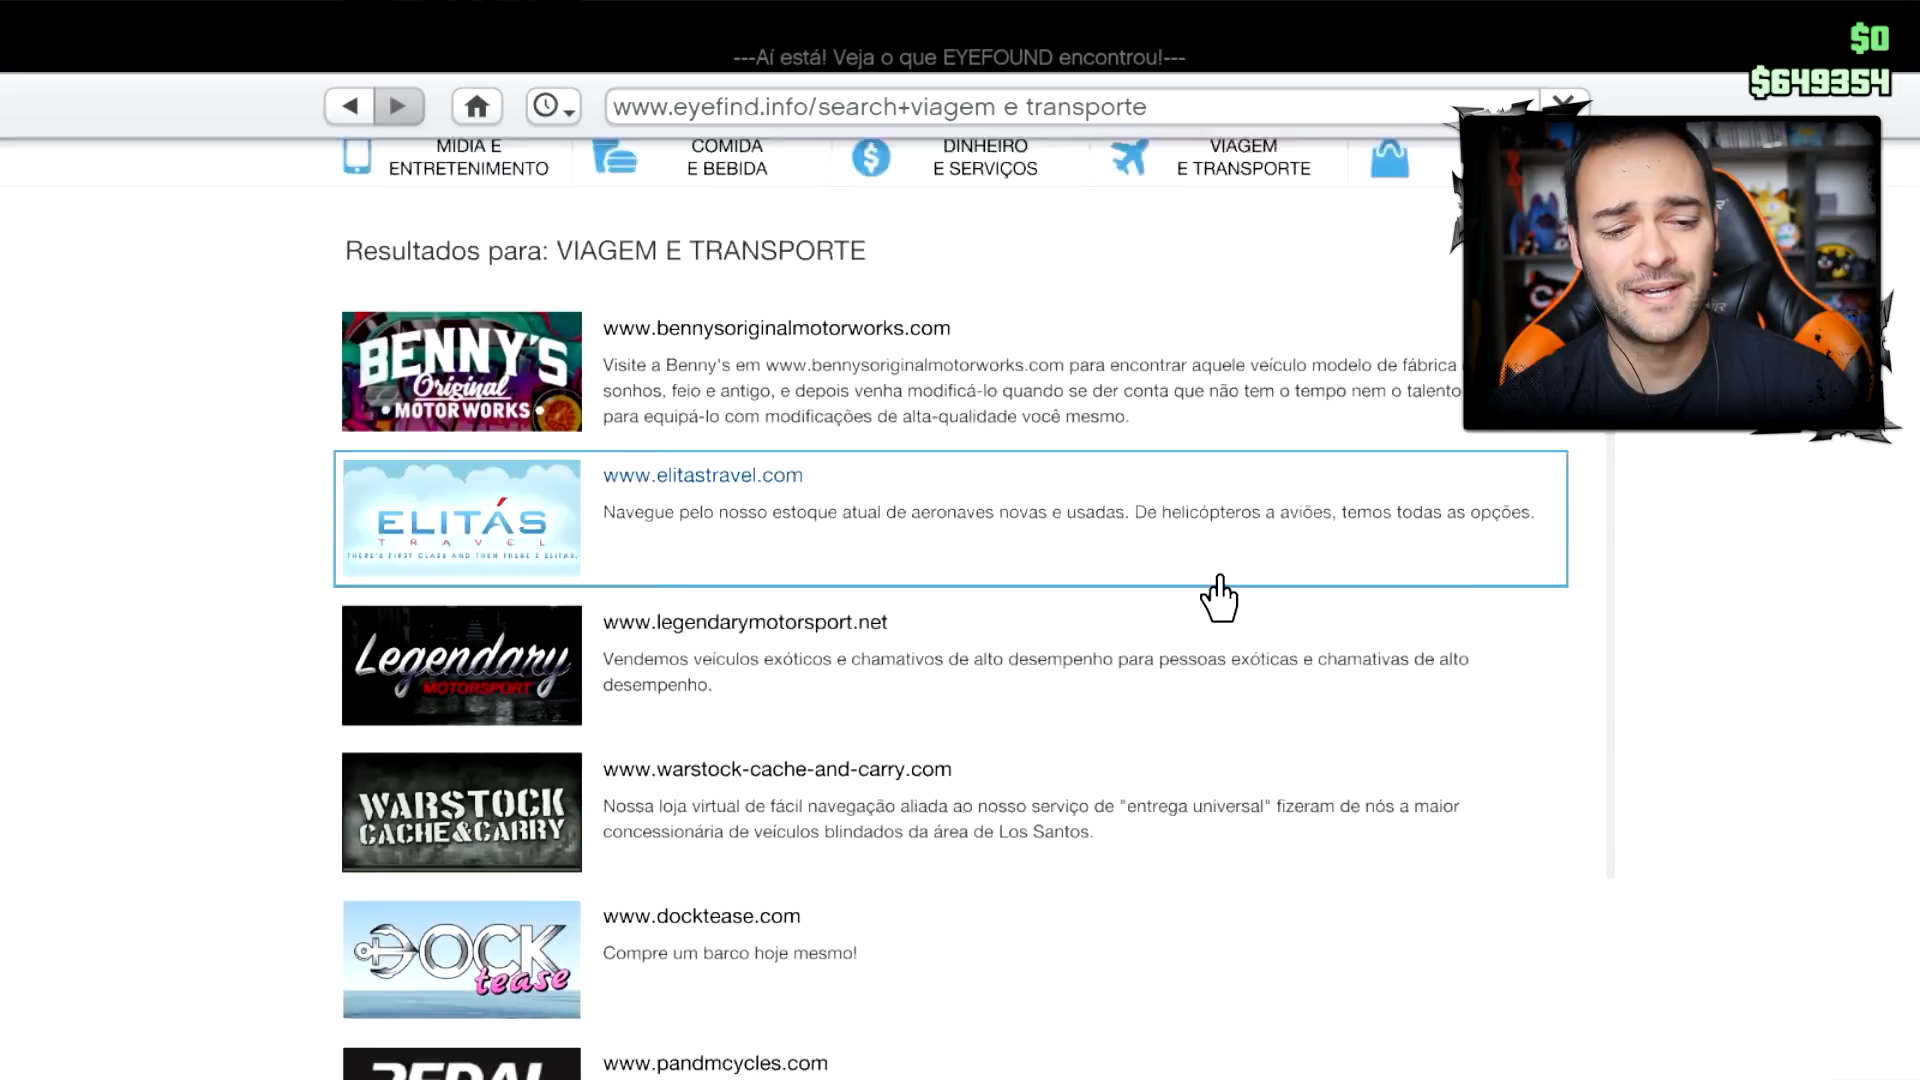 $0
---Aí está! Veja o que EYEFOUND encontrou!---
$649354
www.eyefind.info/search+viagem e transporte
MÍDIA E
ENTRETENIMENTO
COMIDA
E BEBIDA
DINHEIRO
E SERVIÇOS
VIAGEM
E TRANSPORTE
Resultados para: VIAGEM E TRANSPORTE
BENNY'S
Original
MOTOR WORKS
www.bennysoriginalmotorworks.com
Visite a Benny's em www.bennysoriginalmotorworks.com para encontrar aquele veículo modelo de fábrica
sonhos, feio e antigo, e depois venha modificá-lo quando se der conta que não tem o tempo nem o talento
para equipá-lo com modificações de alta-qualidade você mesmo.
ELITÁS
TRAVEL
THERE'S FIRST CLASS AND THEN THERE'S ELITAS.
www.elitastravel.com
Navegue pelo nosso estoque atual de aeronaves novas e usadas. De helicópteros a aviões, temos todas as opções.
Legendary
MOTORSPORT
www.legendarymotorsport.net
Vendemos veículos exóticos e chamativos de alto desempenho para pessoas exóticas e chamativas de alto
desempenho.
WARSTOCK
CACHE&CARRY
www.warstock-cache-and-carry.com
Nossa loja virtual de fácil navegação aliada ao nosso serviço de "entrega universal" fizeram de nós a maior
concessionária de veículos blindados da área de Los Santos.
DOCK
tease
www.docktease.com
Compre um barco hoje mesmo!
PEDAL
www.pandmcycles.com